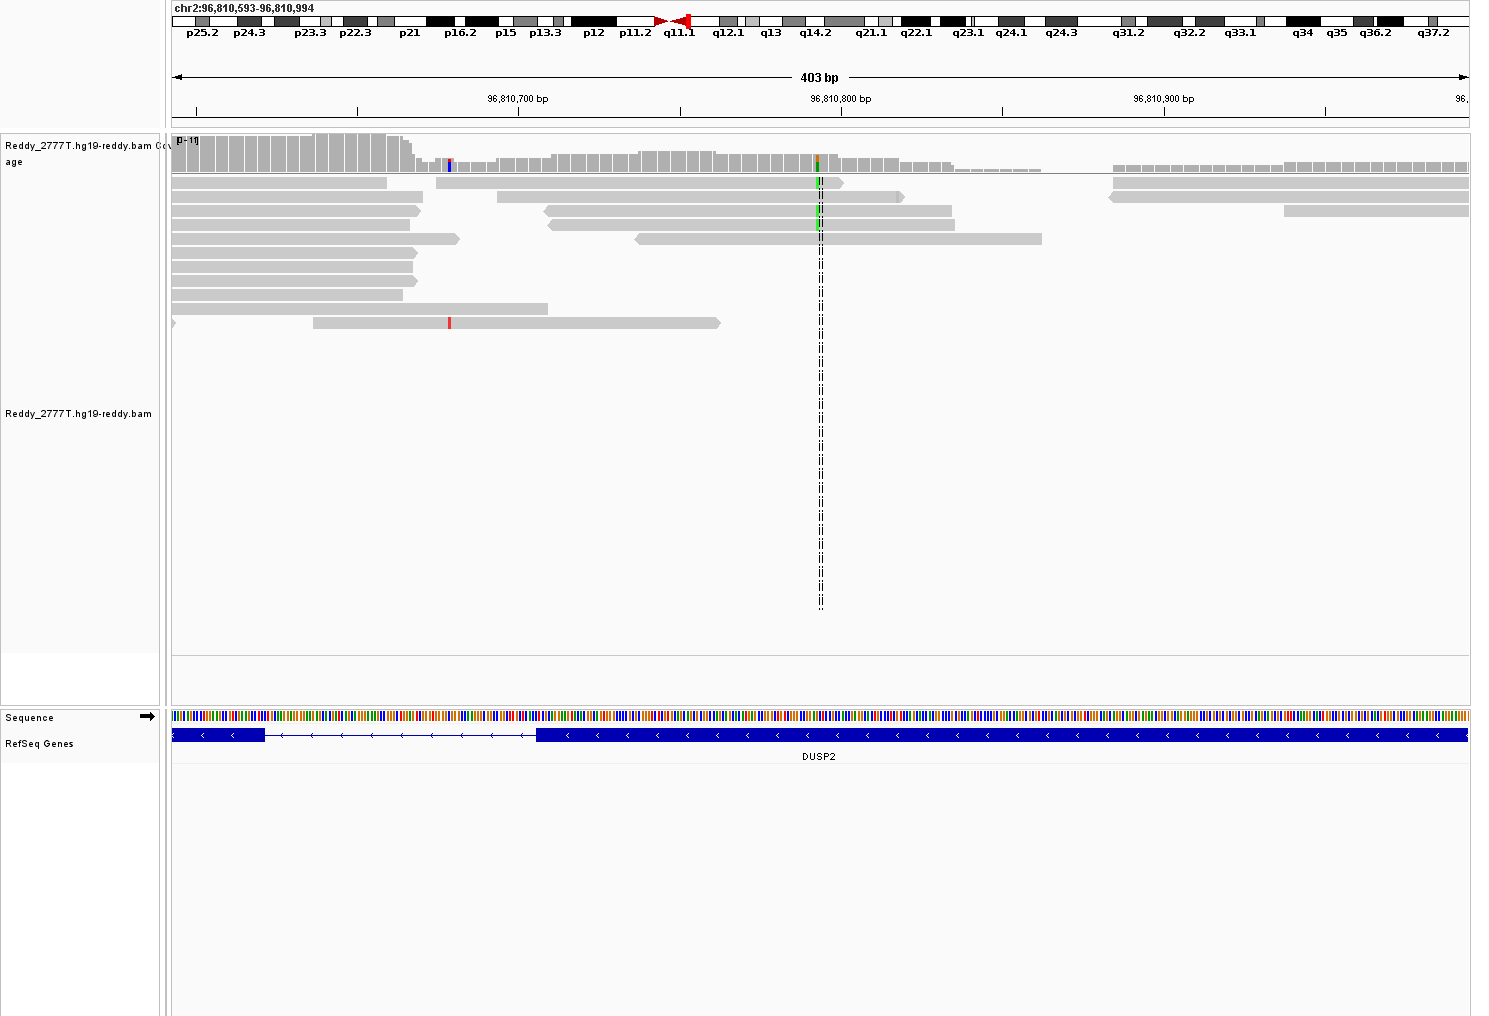 chr2:96,810,593-96,810,994
p25.2 p24.3 p23.3 p22.3 p21 p16.2 p15 p13.3 p12 p11.2 q11.1 q12.1 q13 q14.2 q21.1 q22.1 q23.1 q24.1 q24.3 q31.2 q32.2 q33.1 q34 q35 q36.2 q37.2
403 bp
96,810,700 bp 96,810,800 bp 96,810,900 bp 96,
Reddy_2777T.hg19-reddy.bam Cov
age
[0 - 11]
Reddy_2777T.hg19-reddy.bam
Sequence
RefSeq Genes
DUSP2